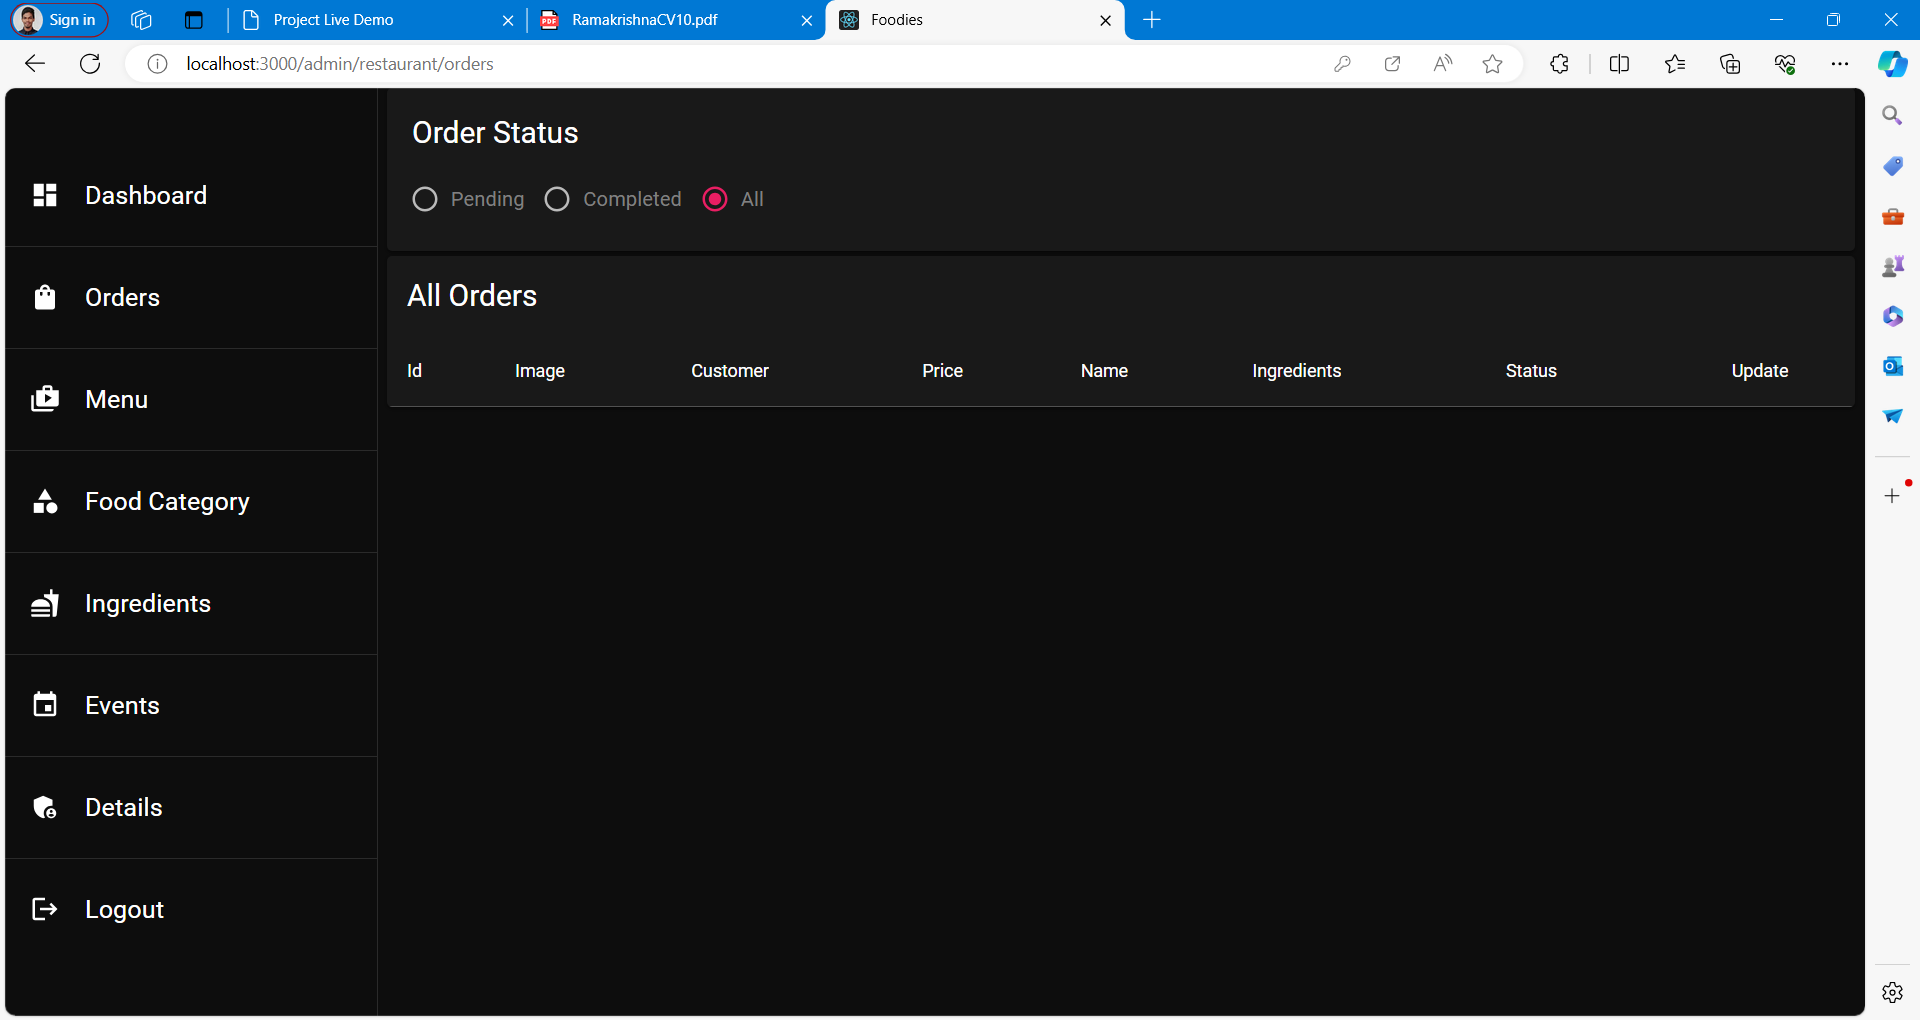 Sign in
Project Live Demo
RamakrishnaCV10.pdf
Foodies
localhost:3000/admin/restaurant/orders
Dashboard
Orders
Menu
Food Category
Ingredients
Events
Details
Logout
Order Status
Pending Completed All
All Orders
Id Image Customer Price Name Ingredients Status Update